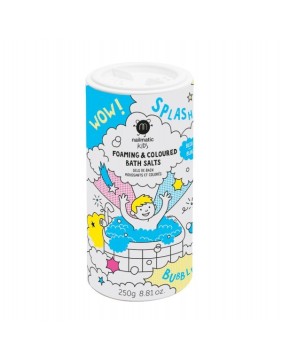 WOW!
SPLASH
nailmatic
KIDS
FOAMING & COLOURED
BATH SALTS
SELS DE BAIN
MOUSSANTS ET COLORÉS
BUBBL
250g 8.81 oz.